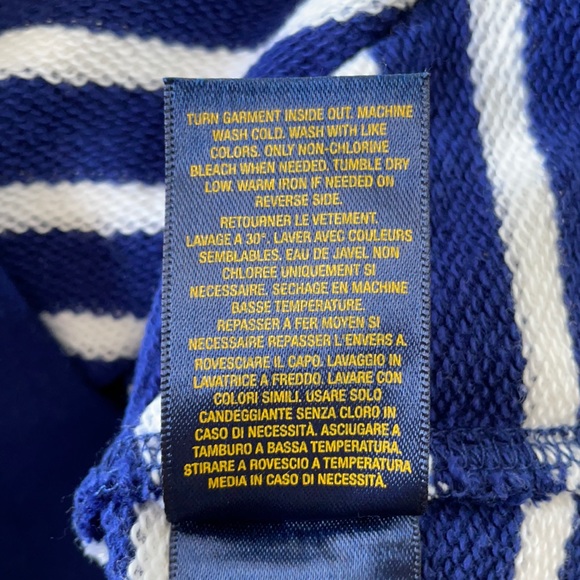 TURN GARMENT INSIDE OUT. MACHINE
WASH COLD. WASH WITH LIKE
COLORS. ONLY NON-CHLORINE
BLEACH WHEN NEEDED. TUMBLE DRY
LOW. WARM IRON IF NEEDED ON
REVERSE SIDE.
RETOURNER LE VETEMENT.
LAVAGE A 30°. LAVER AVEC COULEURS
SEMBLABLES. EAU DE JAVEL NON
CHLOREE UNIQUEMENT SI
NECESSAIRE. SECHAGE EN MACHINE
BASSE TEMPERATURE.
REPASSER A FER MOYEN SI
NECESSAIRE REPASSER L'ENVERS A.
ROVESCIARE IL CAPO. LAVAGGIO IN
LAVATRICE A FREDDO. LAVARE CON
COLORI SIMILI. USARE SOLO
CANDEGGIANTE SENZA CLORO IN
CASO DI NECESSITÀ. ASCIUGARE A
TAMBURO A BASSA TEMPERATURA.
STIRARE A ROVESCIO A TEMPERATURA
MEDIA IN CASO DI NECESSITÀ.